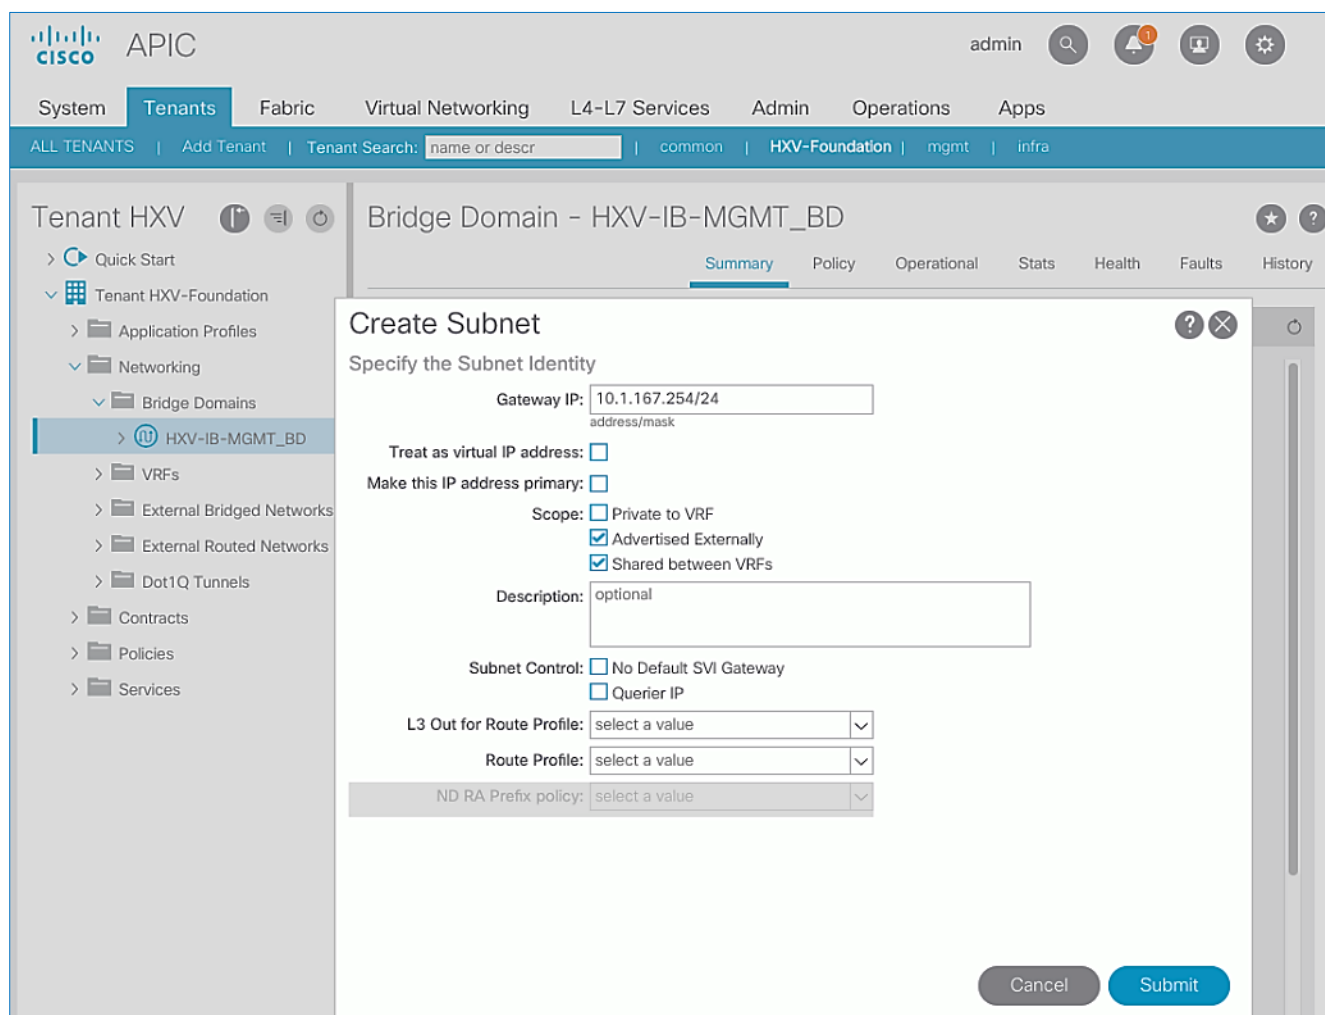 cisco APIC admin 1
System Tenants Fabric Virtual Networking L4-L7 Services Admin Operations Apps
ALL TENANTS | Add Tenant | Tenant Search: name or descr | common | HXV-Foundation | mgmt | infra
Tenant HXV
Quick Start
Tenant HXV-Foundation
Application Profiles
Networking
Bridge Domains
HXV-IB-MGMT_BD
VRFs
External Bridged Networks
External Routed Networks
Dot1Q Tunnels
Contracts
Policies
Services
Bridge Domain - HXV-IB-MGMT_BD
Summary Policy Operational Stats Health Faults History
Create Subnet
Specify the Subnet Identity
Gateway IP: 10.1.167.254/24
address/mask
Treat as virtual IP address:
Make this IP address primary:
Scope: Private to VRF
Advertised Externally
Shared between VRFs
Description: optional
Subnet Control: No Default SVI Gateway
Querier IP
L3 Out for Route Profile: select a value
Route Profile: select a value
ND RA Prefix policy: select a value
Cancel Submit